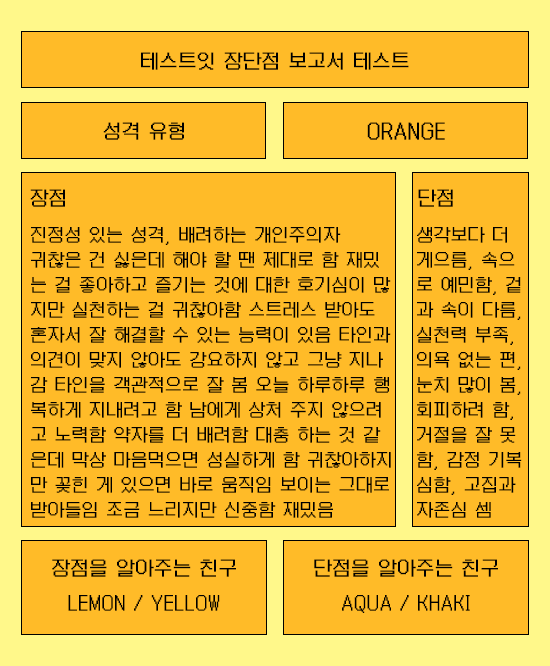 테스트잇 장단점 보고서 테스트
성격 유형
ORANGE
장점
진정성 있는 성격, 배려하는 개인주의자
귀찮은 건 싫은데 해야 할 땐 제대로 함 재밌
는 걸 좋아하고 즐기는 것에 대한 호기심이 많
지만 실천하는 걸 귀찮아함 스트레스 받아도
혼자서 잘 해결할 수 있는 능력이 있음 타인과
의견이 맞지 않아도 강요하지 않고 그냥 지나
감 타인을 객관적으로 잘 봄 오늘 하루하루 행
복하게 지내려고 함 남에게 상처 주지 않으려
고 노력함 약자를 더 배려함 대충 하는 것 같
은데 막상 마음먹으면 성실하게 함 귀찮아하지
만 꽂힌 게 있으면 바로 움직임 보이는 그대로
받아들임 조금 느리지만 신중함 재밌음
단점
생각보다 더
게으름, 속으
로 예민함, 겉
과 속이 다름,
실천력 부족,
의욕 없는 편,
눈치 많이 봄,
회피하려 함,
거절을 잘 못
함, 감정 기복
심함, 고집과
자존심 셈
장점을 알아주는 친구
LEMON / YELLOW
단점을 알아주는 친구
AQUA / KHAKI